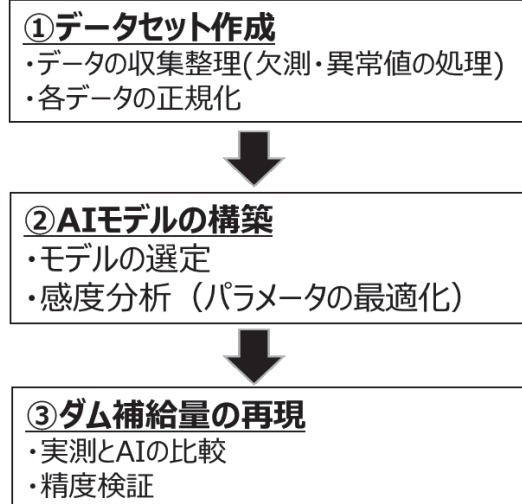 ①データセット作成
・データの収集整理(欠測・異常値の処理)
・各データの正規化
②AIモデルの構築
・モデルの選定
・感度分析（パラメータの最適化）
③ダム補給量の再現
・実測とAIの比較
・精度検証